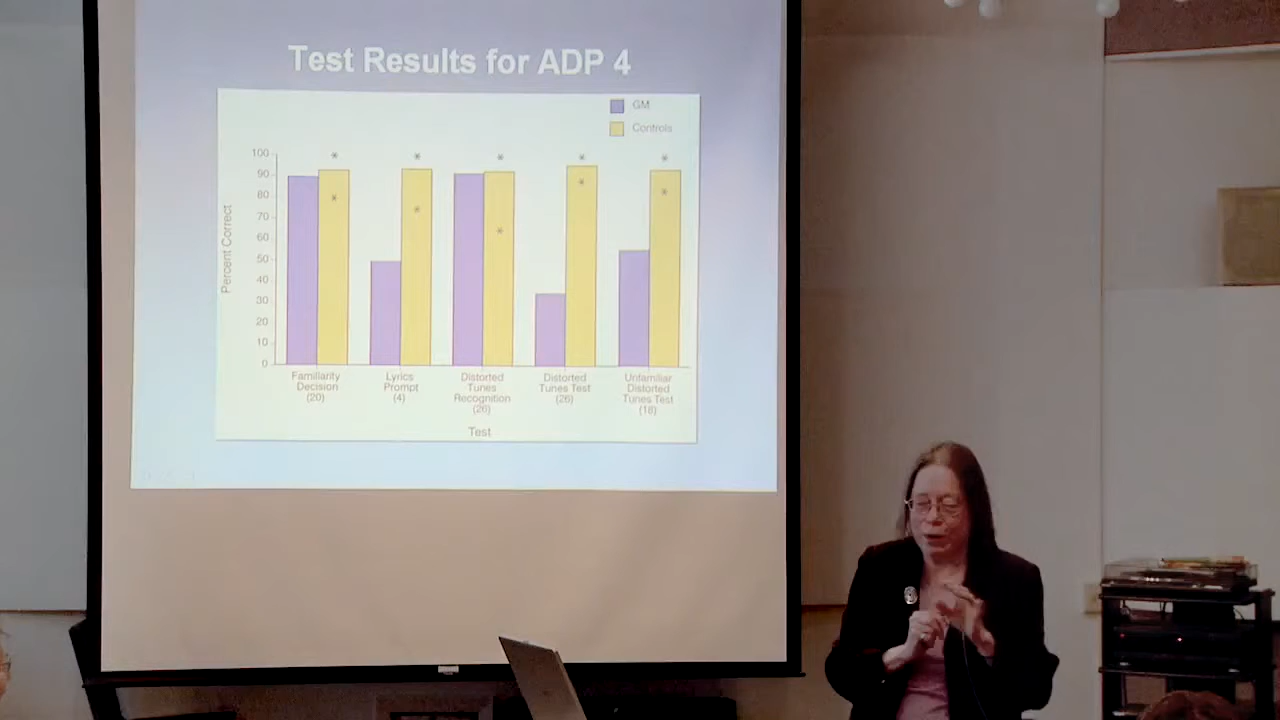 Test Results for ADP 4
GM
Controls
100
90
80
70
60
50
40
30
20
10
0
Percent Correct
Familiarity
Decision
(20)
Lyrics
Prompt
(4)
Distorted
Tunes
Recognition
(26)
Distorted
Tunes Test
(26)
Unfamiliar
Distorted
Tunes Test
(18)
Test